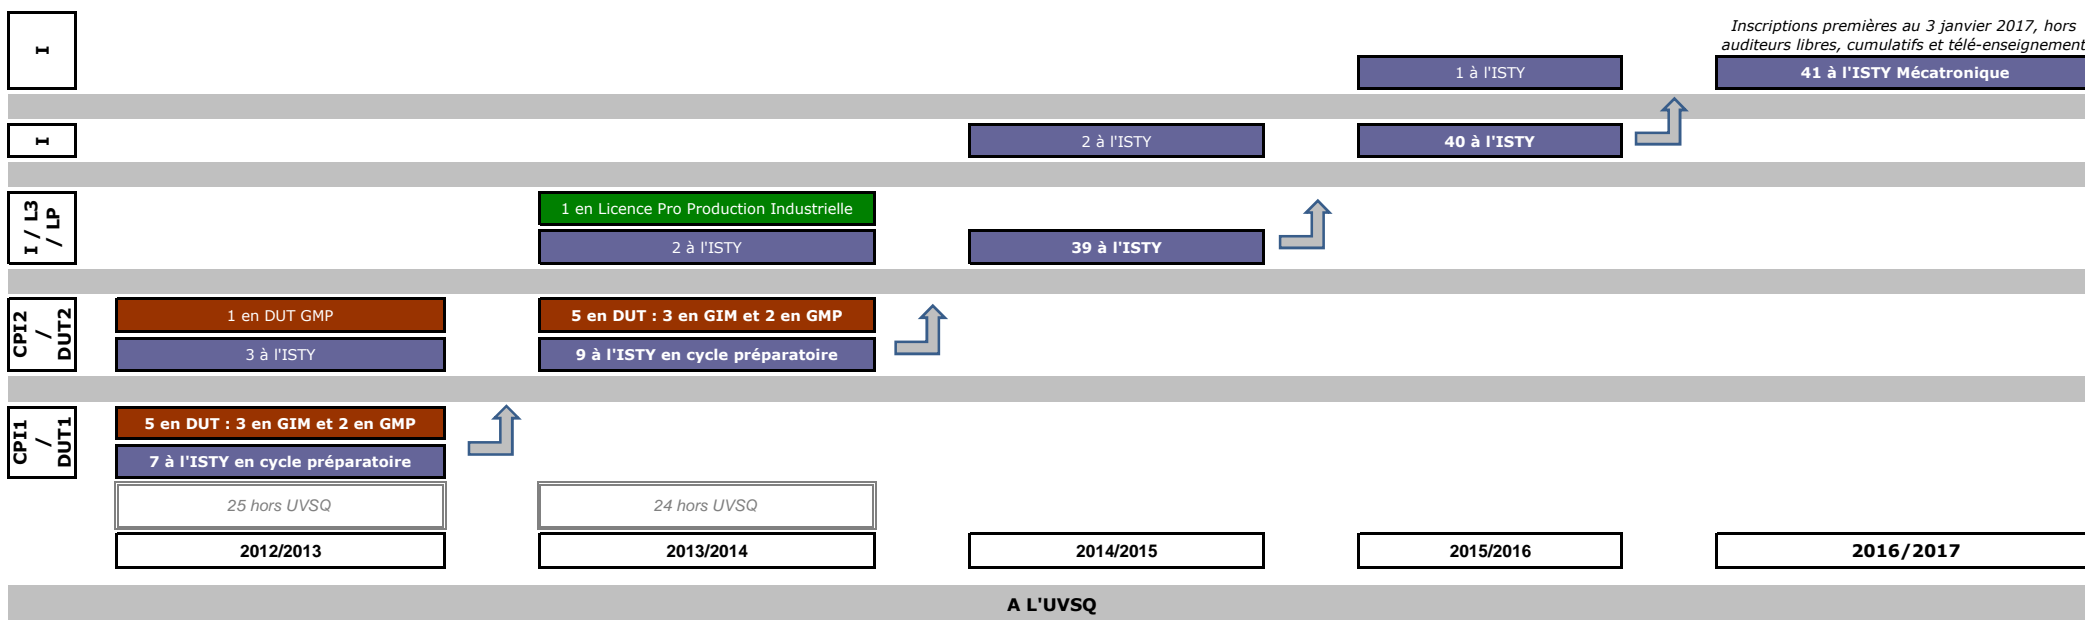 I
Inscriptions premières au 3 janvier 2017, hors
auditeurs libres, cumulatifs et télé-enseignement
1 à l'ISTY
41 à l'ISTY Mécatronique
I
2 à l'ISTY
40 à l'ISTY
I / L3
/ LP
1 en Licence Pro Production Industrielle
2 à l'ISTY
39 à l'ISTY
CPI2
/
DUT2
1 en DUT GMP
5 en DUT : 3 en GIM et 2 en GMP
3 à l'ISTY
9 à l'ISTY en cycle préparatoire
CPI1
/
DUT1
5 en DUT : 3 en GIM et 2 en GMP
7 à l'ISTY en cycle préparatoire
25 hors UVSQ
24 hors UVSQ
2012/2013
2013/2014
2014/2015
2015/2016
2016/2017
A L'UVSQ